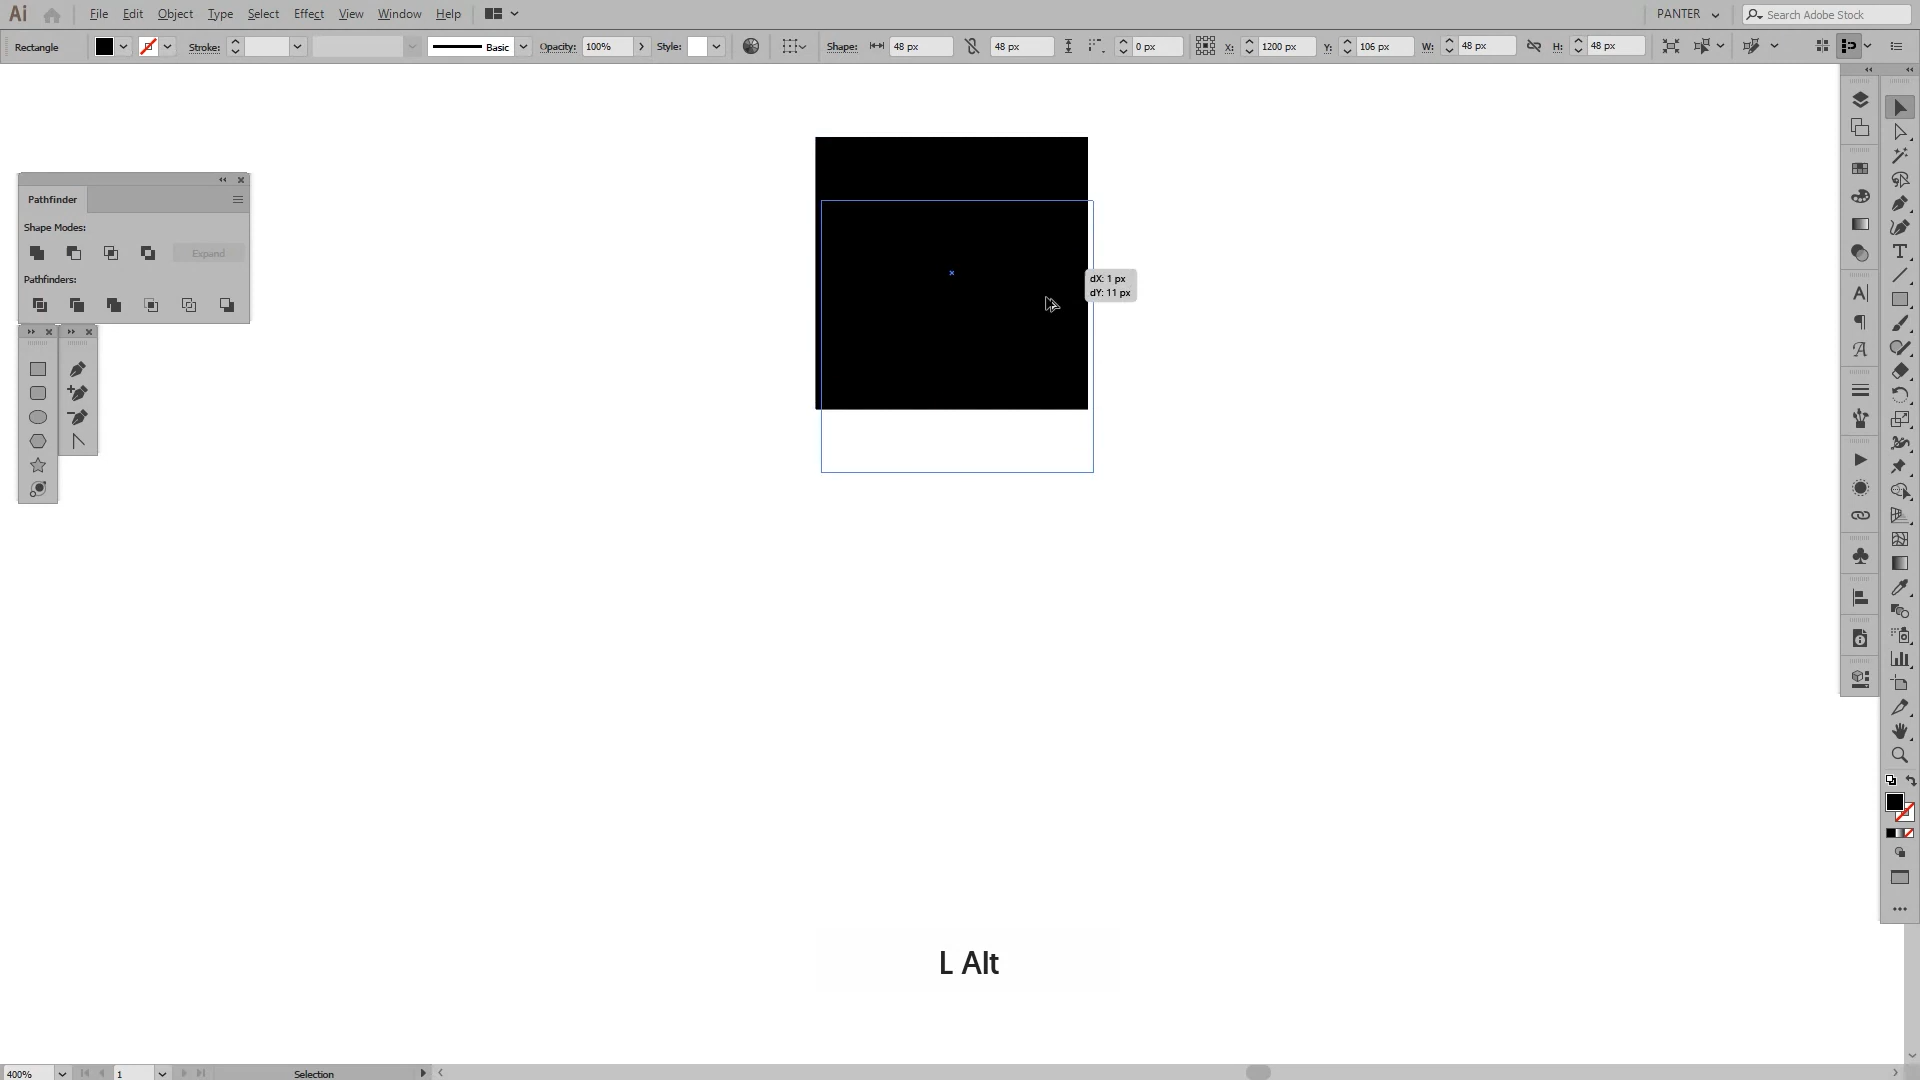 Ai File Edit Object Type Select Effect View Window Help PANTER Search Adobe Stock
Rectangle Stroke: Basic Opacity: 100% Style: Shape: 48 px 48 px 0 px X: 1200 px Y: 106 px W: 48 px H: 48 px
Pathfinder
Shape Modes:
Expand
Pathfinders:
dX: 1 px
dY: 11 px
L Alt
400% 1 Selection